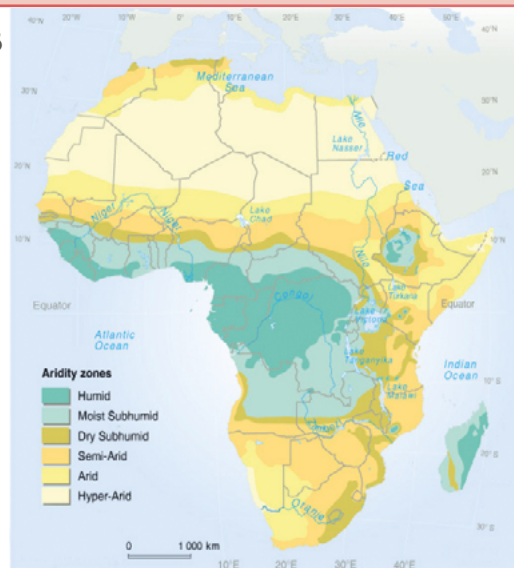 40°N
10°W
0°
10°E
20°E
30°E
40°E
50°E
40°N
Mediterranean
Sea
30°N
30°N
Nile
Lake
Nasser
Red
Sea
20°N
20°N
Niger
Niger
Lake
Chad
Nile
10°N
10°N
Lake
Turkana
Congo
Equator
Equator
Lake
Victoria
Atlantic
Ocean
Lake
Tanganyika
Indian
Ocean
Lake
Malawi
10°S
Aridity zones
Humid
Moist Subhumid
Dry Subhumid
Semi-Arid
Arid
Hyper-Arid
20°S
Orange
30°S
0
1 000 km
10°E
20°E
30°E
40°E